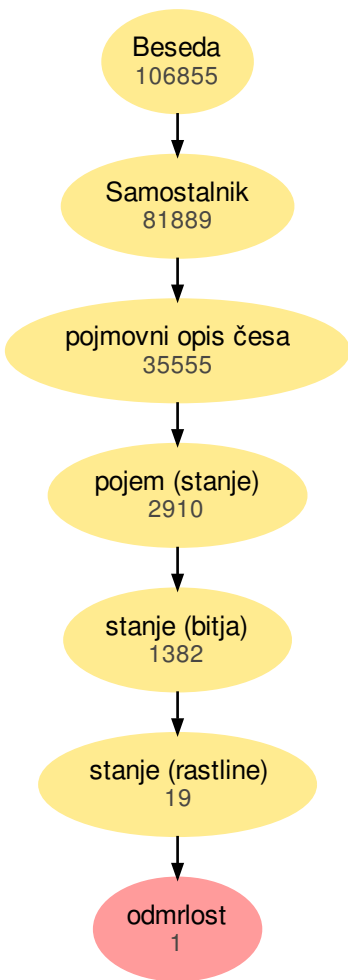 Beseda
106855
Samostalnik
81889
pojmovni opis česa
35555
pojem (stanje)
2910
stanje (bitja)
1382
stanje (rastline)
19
odmrlost
1